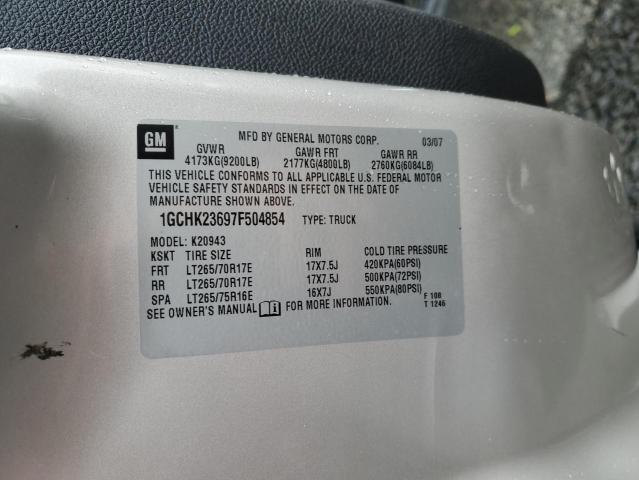 GM
MFD BY GENERAL MOTORS CORP. 03/07
GVWR GAWR FRT GAWR RR
4173KG(9200LB) 2177KG(4800LB) 2760KG(6084LB)
THIS VEHICLE CONFORMS TO ALL APPLICABLE U.S. FEDERAL MOTOR
VEHICLE SAFETY STANDARDS IN EFFECT ON THE DATE OF
MANUFACTURE SHOWN ABOVE.
1GCHK23697F504854 TYPE: TRUCK
MODEL: K20943
KSKT TIRE SIZE RIM COLD TIRE PRESSURE
FRT LT265/70R17E 17X7.5J 420KPA(60PSI)
RR LT265/70R17E 17X7.5J 500KPA(72PSI)
SPA LT265/75R16E 16X7J 550KPA(80PSI)
SEE OWNER'S MANUAL FOR MORE INFORMATION.
F 108
T 1246